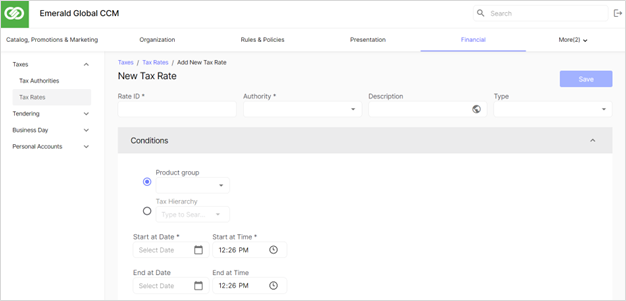 Emerald Global CCM
Search
Catalog, Promotions & Marketing Organization Rules & Policies Presentation Financial More(2)
Taxes
Tax Authorities
Tax Rates
Tendering
Business Day
Personal Accounts
Taxes / Tax Rates / Add New Tax Rate
New Tax Rate
Save
Rate ID * Authority * Description Type
Conditions
Product group
Tax Hierarchy
Type to Sear...
Start at Date * Start at Time *
Select Date 12:26 PM
End at Date End at Time
Select Date 12:26 PM